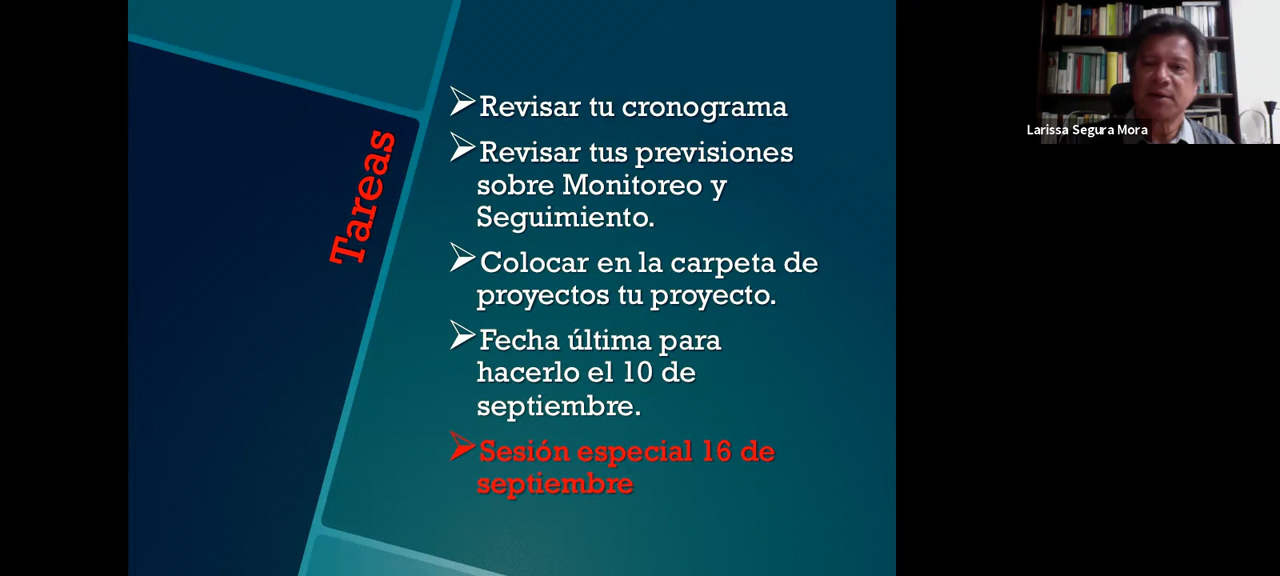 Tareas
➢Revisar tu cronograma
➢Revisar tus previsiones
sobre Monitoreo y
Seguimiento.
➢Colocar en la carpeta de
proyectos tu proyecto.
➢Fecha última para
hacerlo el 10 de
septiembre.
➢Sesión especial 16 de
septiembre
Larissa Segura Mora